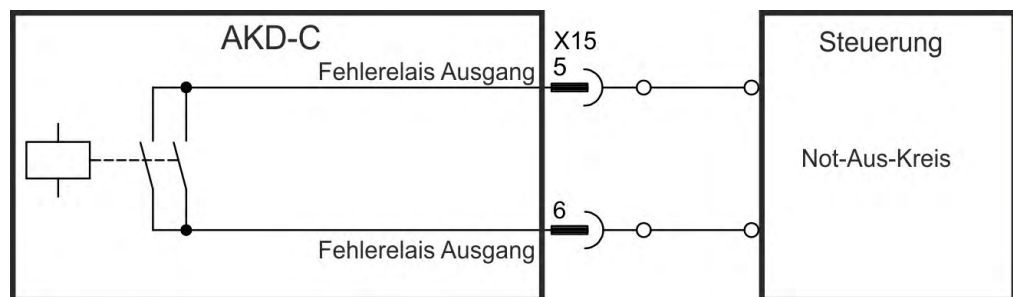 AKD-C
X15
Steuerung
Fehlerelais Ausgang
5
Not-Aus-Kreis
6
Fehlerelais Ausgang